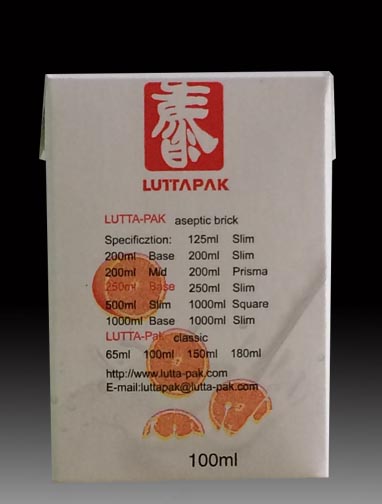 LUTTAPAK
LUTTA-PAK aseptic brick
Specificztion: 125ml Slim
200ml Base 200ml Slim
200ml Mid 200ml Prisma
250ml Base 250ml Slim
500ml Slim 1000ml Square
1000ml Base 1000ml Slim
LUTTA-Pak classic
65ml 100ml 150ml 180ml
http://www.lutta-pak.com
E-mail:luttapak@lutta-pak.com
100ml